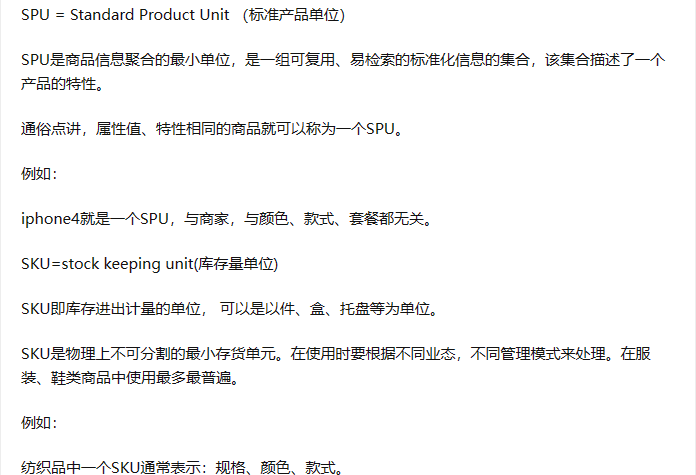 SPU = Standard Product Unit （标准产品单位）
SPU是商品信息聚合的最小单位，是一组可复用、易检索的标准化信息的集合，该集合描述了一个
产品的特性。
通俗点讲，属性值、特性相同的商品就可以称为一个SPU。
例如：
iphone4就是一个SPU，与商家，与颜色、款式、套餐都无关。
SKU=stock keeping unit(库存量单位)
SKU即库存进出计量的单位， 可以是以件、盒、托盘等为单位。
SKU是物理上不可分割的最小存货单元。在使用时要根据不同业态，不同管理模式来处理。在服
装、鞋类商品中使用最多最普遍。
例如：
纺织品中一个SKU通常表示：规格、颜色、款式。